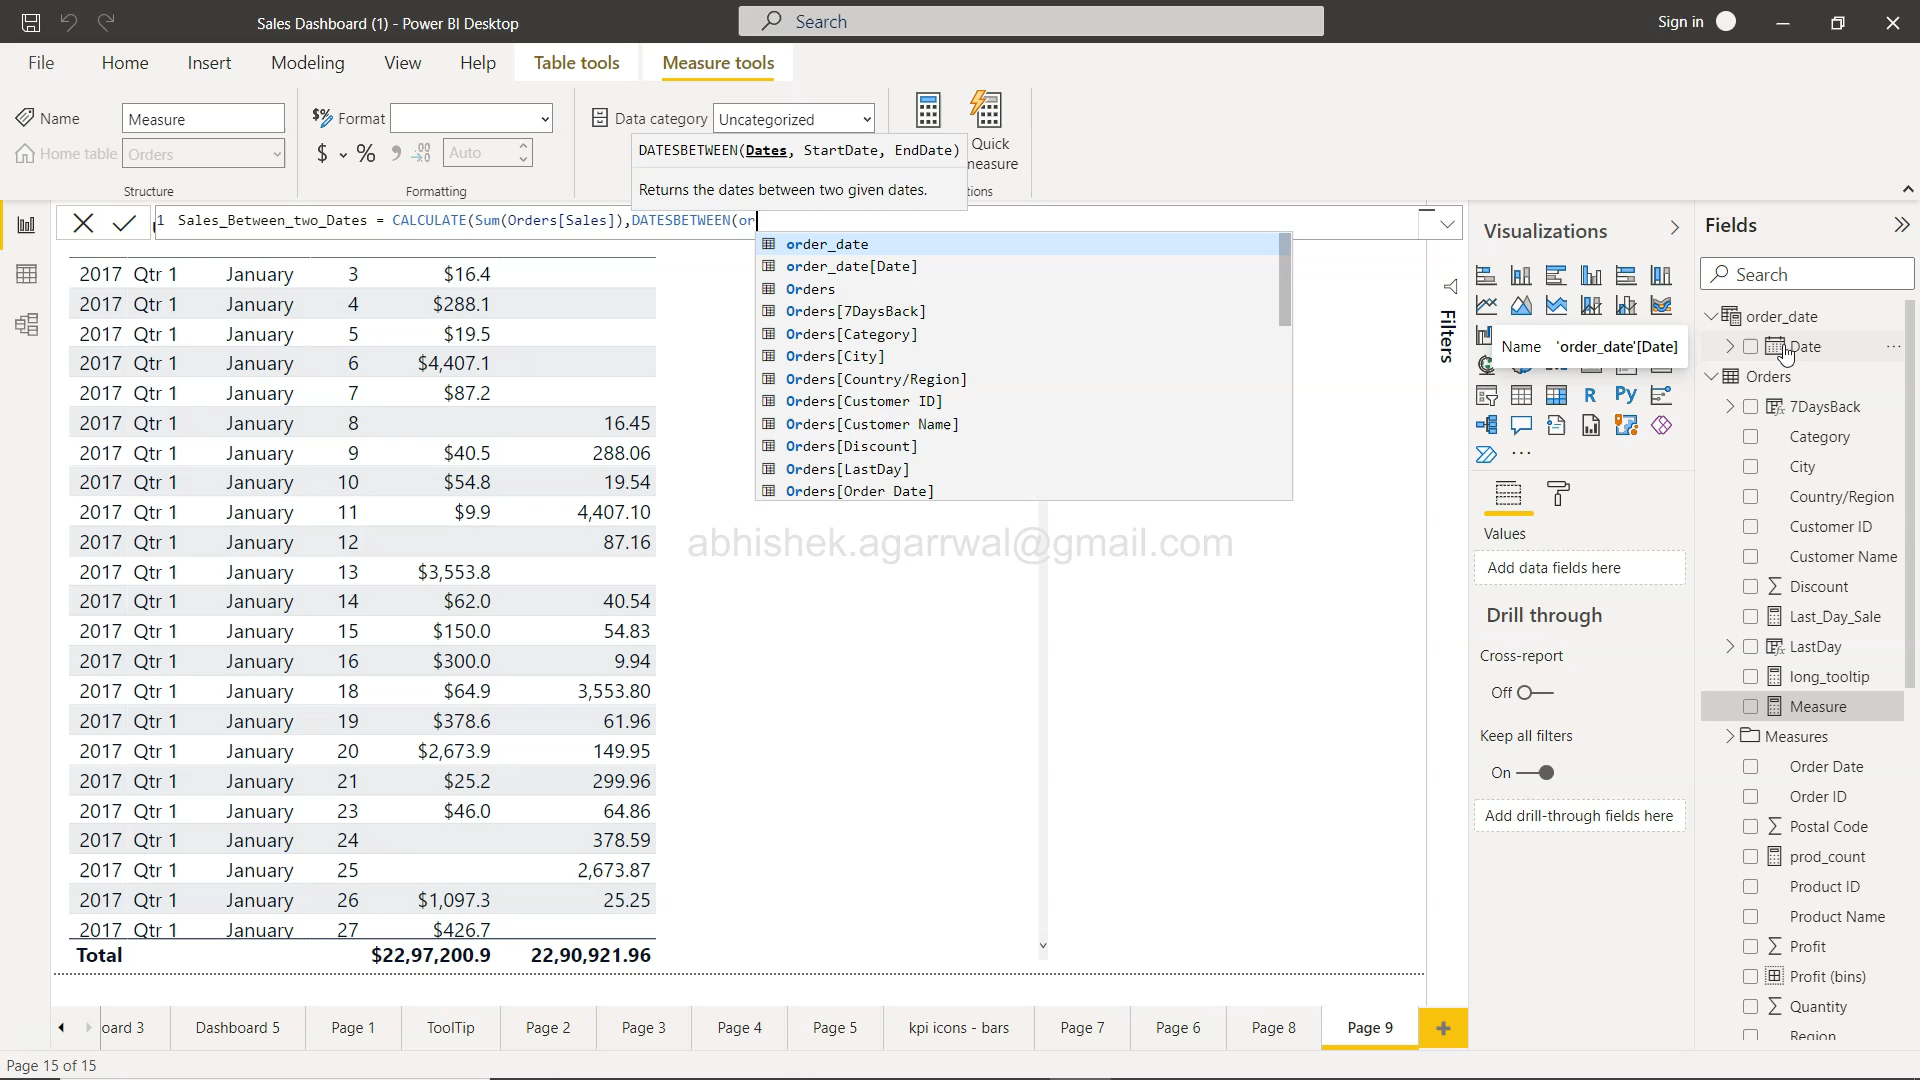 Sales Dashboard (1) - Power BI Desktop
Search
Sign in
File
Home
Insert
Modeling
View
Help
Table tools
Measure tools
Name
Measure
Home table
Orders
Structure
$% Format
$ % 9 .00
Auto
Formatting
Data category
Uncategorized
Quick
measure
DATESBETWEEN(Dates, StartDate, EndDate)
Returns the dates between two given dates.
1 Sales_Between_two_Dates = CALCULATE(Sum(Orders[Sales]),DATESBETWEEN(or
order_date
order_date[Date]
Orders
Orders[7DaysBack]
Orders[Category]
Orders[City]
Orders[Country/Region]
Orders[Customer ID]
Orders[Customer Name]
Orders[Discount]
Orders[LastDay]
Orders[Order Date]
2017 Qtr 1 January 3 $16.4
2017 Qtr 1 January 4 $288.1
2017 Qtr 1 January 5 $19.5
2017 Qtr 1 January 6 $4,407.1
2017 Qtr 1 January 7 $87.2
2017 Qtr 1 January 8 16.45
2017 Qtr 1 January 9 $40.5 288.06
2017 Qtr 1 January 10 $54.8 19.54
2017 Qtr 1 January 11 $9.9 4,407.10
2017 Qtr 1 January 12 87.16
2017 Qtr 1 January 13 $3,553.8
2017 Qtr 1 January 14 $62.0 40.54
2017 Qtr 1 January 15 $150.0 54.83
2017 Qtr 1 January 16 $300.0 9.94
2017 Qtr 1 January 18 $64.9 3,553.80
2017 Qtr 1 January 19 $378.6 61.96
2017 Qtr 1 January 20 $2,673.9 149.95
2017 Qtr 1 January 21 $25.2 299.96
2017 Qtr 1 January 23 $46.0 64.86
2017 Qtr 1 January 24 378.59
2017 Qtr 1 January 25 2,673.87
2017 Qtr 1 January 26 $1,097.3 25.25
2017 Qtr 1 January 27 $426.7
Total $22,97,200.9 22,90,921.96
abhishek.agarrwal@gmail.com
Filters
Visualizations
Name 'order_date'[Date]
R
Py
Values
Add data fields here
Drill through
Cross-report
Off
Keep all filters
On
Add drill-through fields here
Fields
Search
order_date
Date
Orders
7DaysBack
Category
City
Country/Region
Customer ID
Customer Name
Discount
Last_Day_Sale
LastDay
long_tooltip
Measure
Measures
Order Date
Order ID
Postal Code
prod_count
Product ID
Product Name
Profit
Profit (bins)
Quantity
Region
oard 3
Dashboard 5
Page 1
ToolTip
Page 2
Page 3
Page 4
Page 5
kpi icons - bars
Page 7
Page 6
Page 8
Page 9
Page 15 of 15